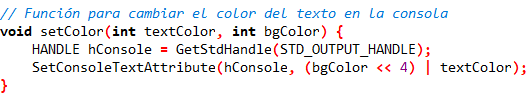 // Función para cambiar el color del texto en la consola
void setColor(int textColor, int bgColor) {
    HANDLE hConsole = GetStdHandle(STD_OUTPUT_HANDLE);
    SetConsoleTextAttribute(hConsole, (bgColor << 4) | textColor);
}